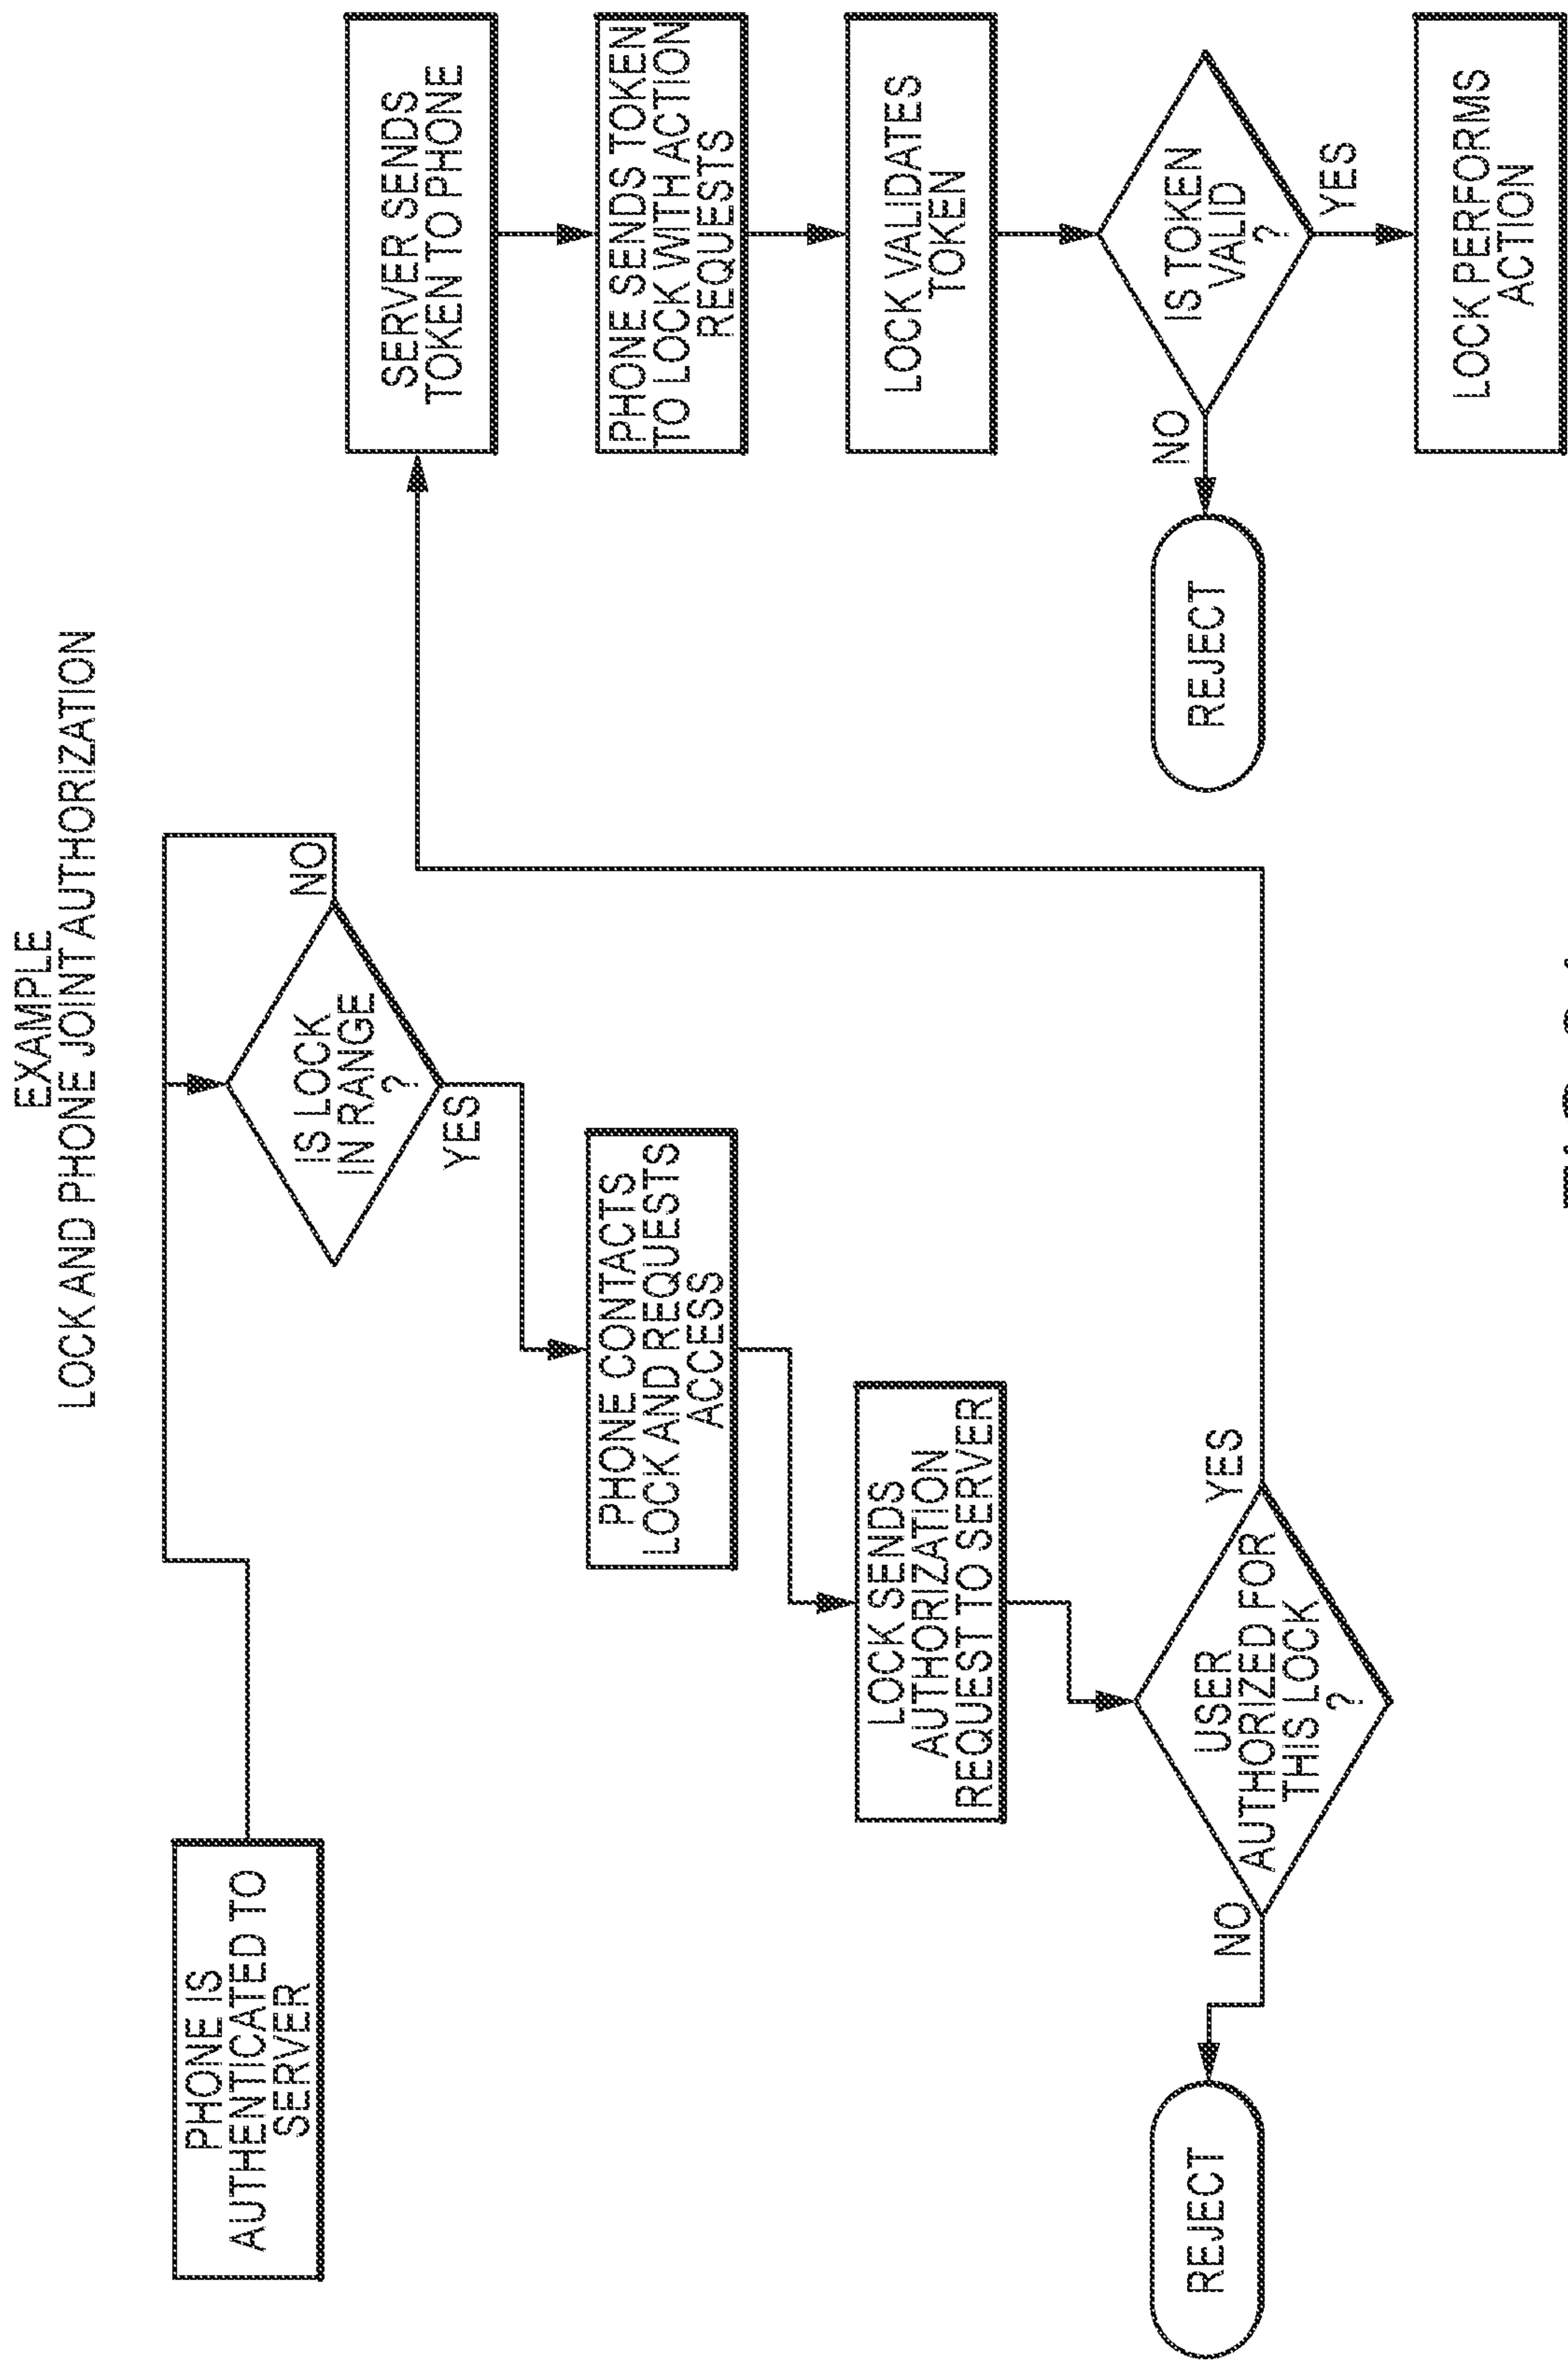 EXAMPLE
LOCK AND PHONE JOINT AUTHORIZATION
PHONE IS
AUTHENTICATED TO
SERVER
IS LOCK
IN RANGE
?
NO
YES
PHONE CONTACTS
LOCK AND REQUESTS
ACCESS
LOCK SENDS
AUTHORIZATION
REQUEST TO SERVER
USER
AUTHORIZED FOR
THIS LOCK
?
NO
YES
REJECT
SERVER SENDS
TOKEN TO PHONE
PHONE SENDS TOKEN
TO LOCK WITH ACTION
REQUESTS
LOCK VALIDATES
TOKEN
IS TOKEN
VALID
?
NO
YES
REJECT
LOCK PERFORMS
ACTION